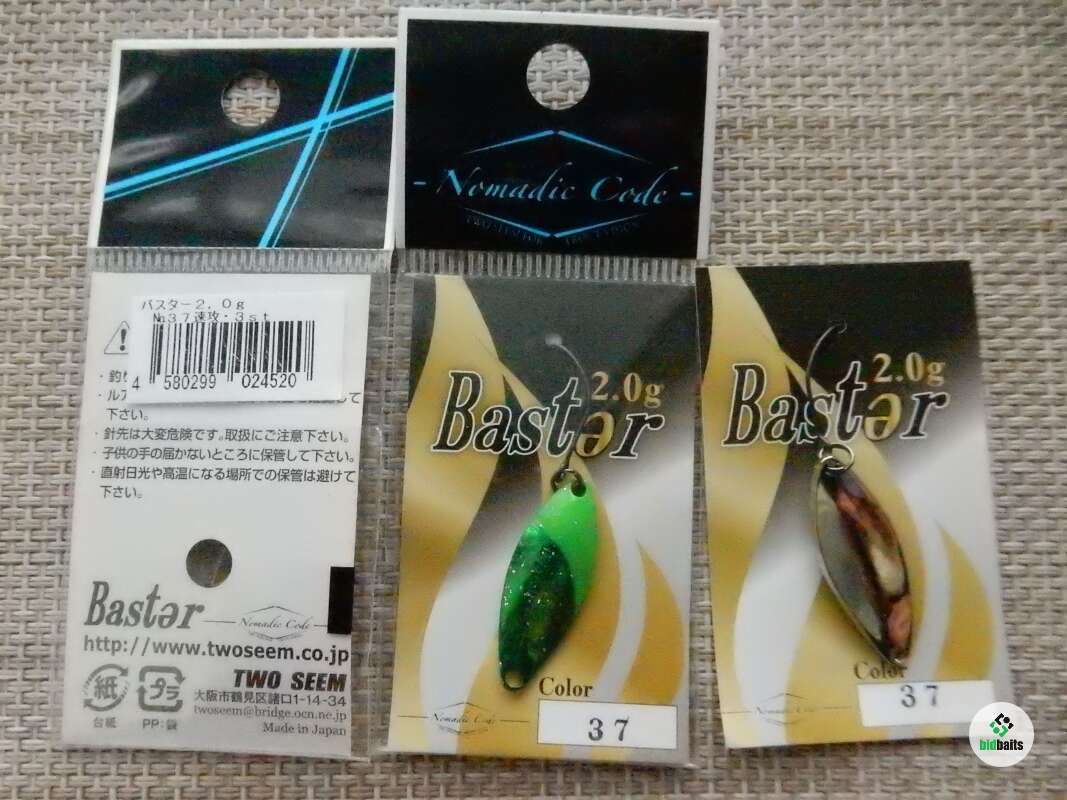 バスター2.0g
№37速攻・3st
4 580299 024520
・釣
・ル
して
下さい。
・針先は大変危険です。取扱にご注意下さい。
・子供の手の届かないところに保管して下さい。
・直射日光や高温になる場所での保管は避けて
下さい。
Bastər
Nomadic Code
http://www.twoseem.co.jp
TWO SEEM
大阪市鶴見区諸口1-14-34
twoseem@bridge.ocn.ne.jp
Made in Japan
紙
台紙
プラ
PP:袋
- Nomadic Code -
2.0g
Bastər
Color
37
Nomadic Code
2.0g
Bastər
Color
37
Nomadic Code
bidbaits